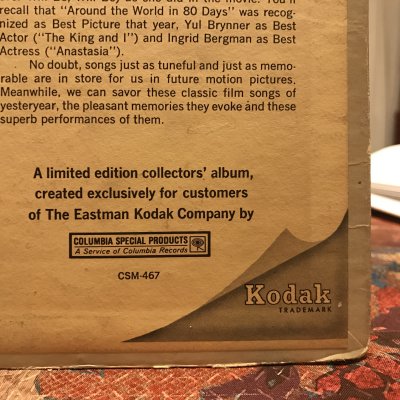 recall that "Around the World in 80 Days" was recog-
nized as Best Picture that year, Yul Brynner as Best
Actor ("The King and I") and Ingrid Bergman as Best
Actress ("Anastasia").
No doubt, songs just as tuneful and just as memo-
rable are in store for us in future motion pictures.
Meanwhile, we can savor these classic film songs of
yesteryear, the pleasant memories they evoke and these
superb performances of them.
A limited edition collectors' album,
created exclusively for customers
of The Eastman Kodak Company by
COLUMBIA SPECIAL PRODUCTS
A Service of Columbia Records
CSM-467
Kodak
TRADEMARK